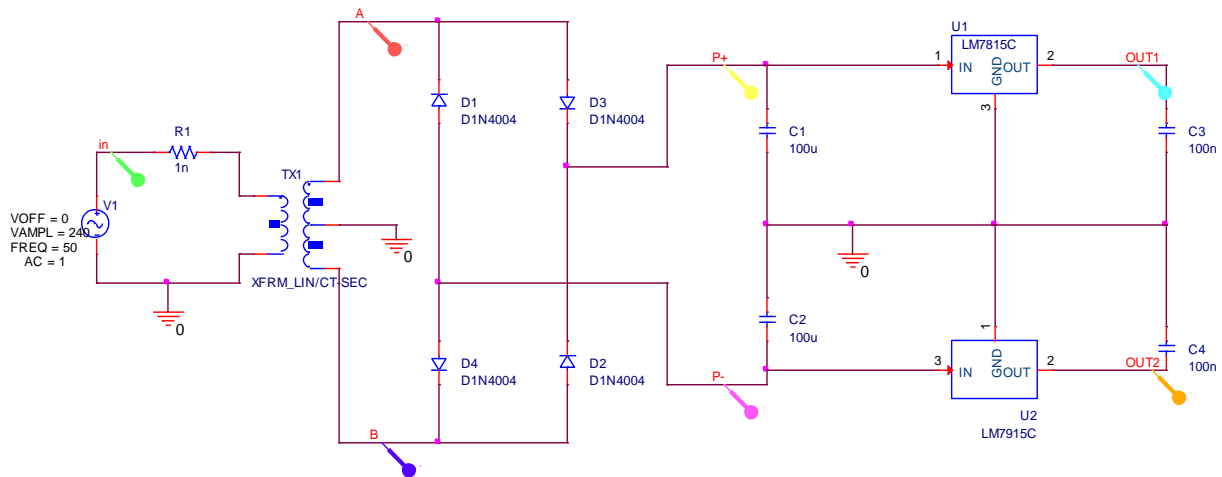 A
U1
LM7815C
P+
1
IN
GND
OUT
2
OUT1
3
D1
D1N4004
D3
D1N4004
C1
100u
C3
100n
in
R1
1n
TX1
V1
VOFF = 0
VAMPL = 240
FREQ = 50
AC = 1
0
XFRM_LIN/CT-SEC
0
0
C2
100u
1
D4
D1N4004
D2
D1N4004
3
IN
GND
OUT
2
OUT2
C4
100n
P-
U2
LM7915C
B